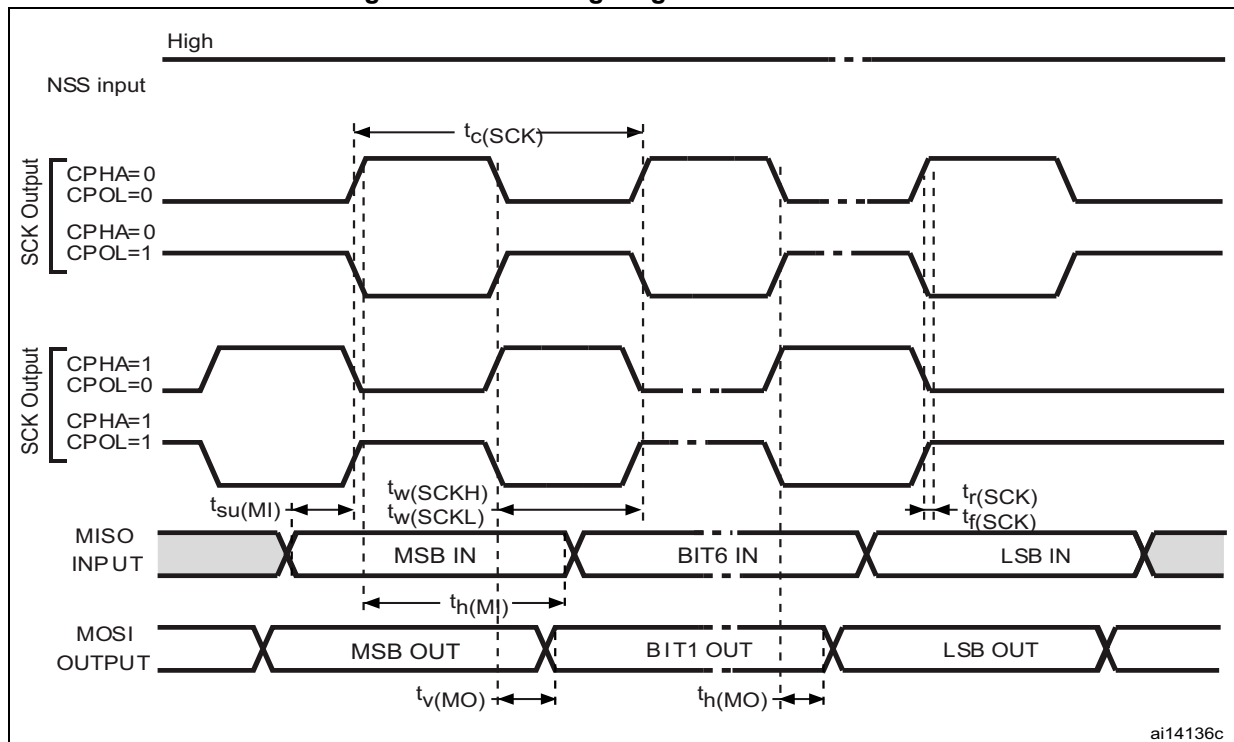 High
NSS input
tc(SCK)
SCK Output
CPHA=0
CPOL=0
CPHA=0
CPOL=1
SCK Output
CPHA=1
CPOL=0
CPHA=1
CPOL=1
tsu(MI)
tw(SCKH)
tw(SCKL)
tr(SCK)
tf(SCK)
MISO
INPUT
MSB IN
BIT6 IN
LSB IN
th(MI)
MOSI
OUTPUT
MSB OUT
BIT1 OUT
LSB OUT
tv(MO)
th(MO)
ai14136c